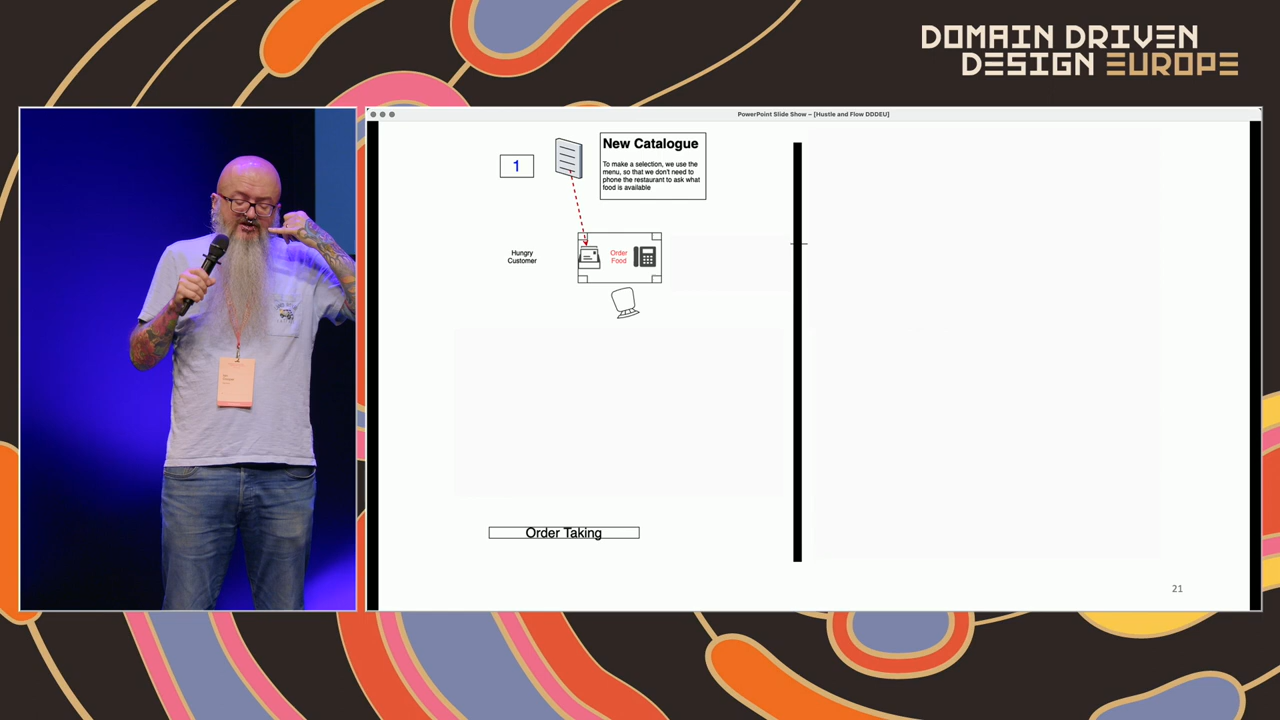 DOMAIN DRIVEN
DESIGN EUROPE
PowerPoint Slide Show – [Hustle and Flow DDDEU]
1
New Catalogue
To make a selection, we use the
menu, so that we don't need to
phone the restaurant to ask what
food is available
Hungry
Customer
Order
Food
Order Taking
21